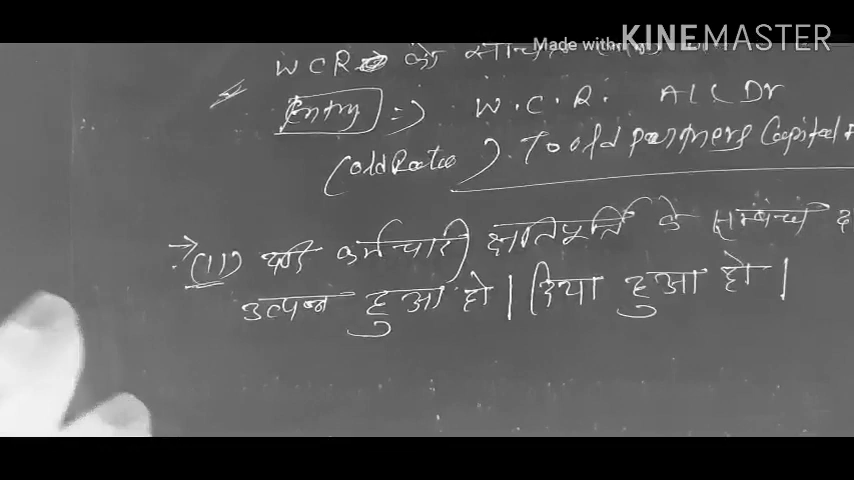 Made with KINEMASTER
W C R को
Entry => W.C.R. A/C Dr
(old Ratio) To old partners Capital
→ (11) यदि कर्मचारी क्षतिपूर्ति के सम्बन्ध
उत्पन्न हुआ हो | दिया हुआ हो |